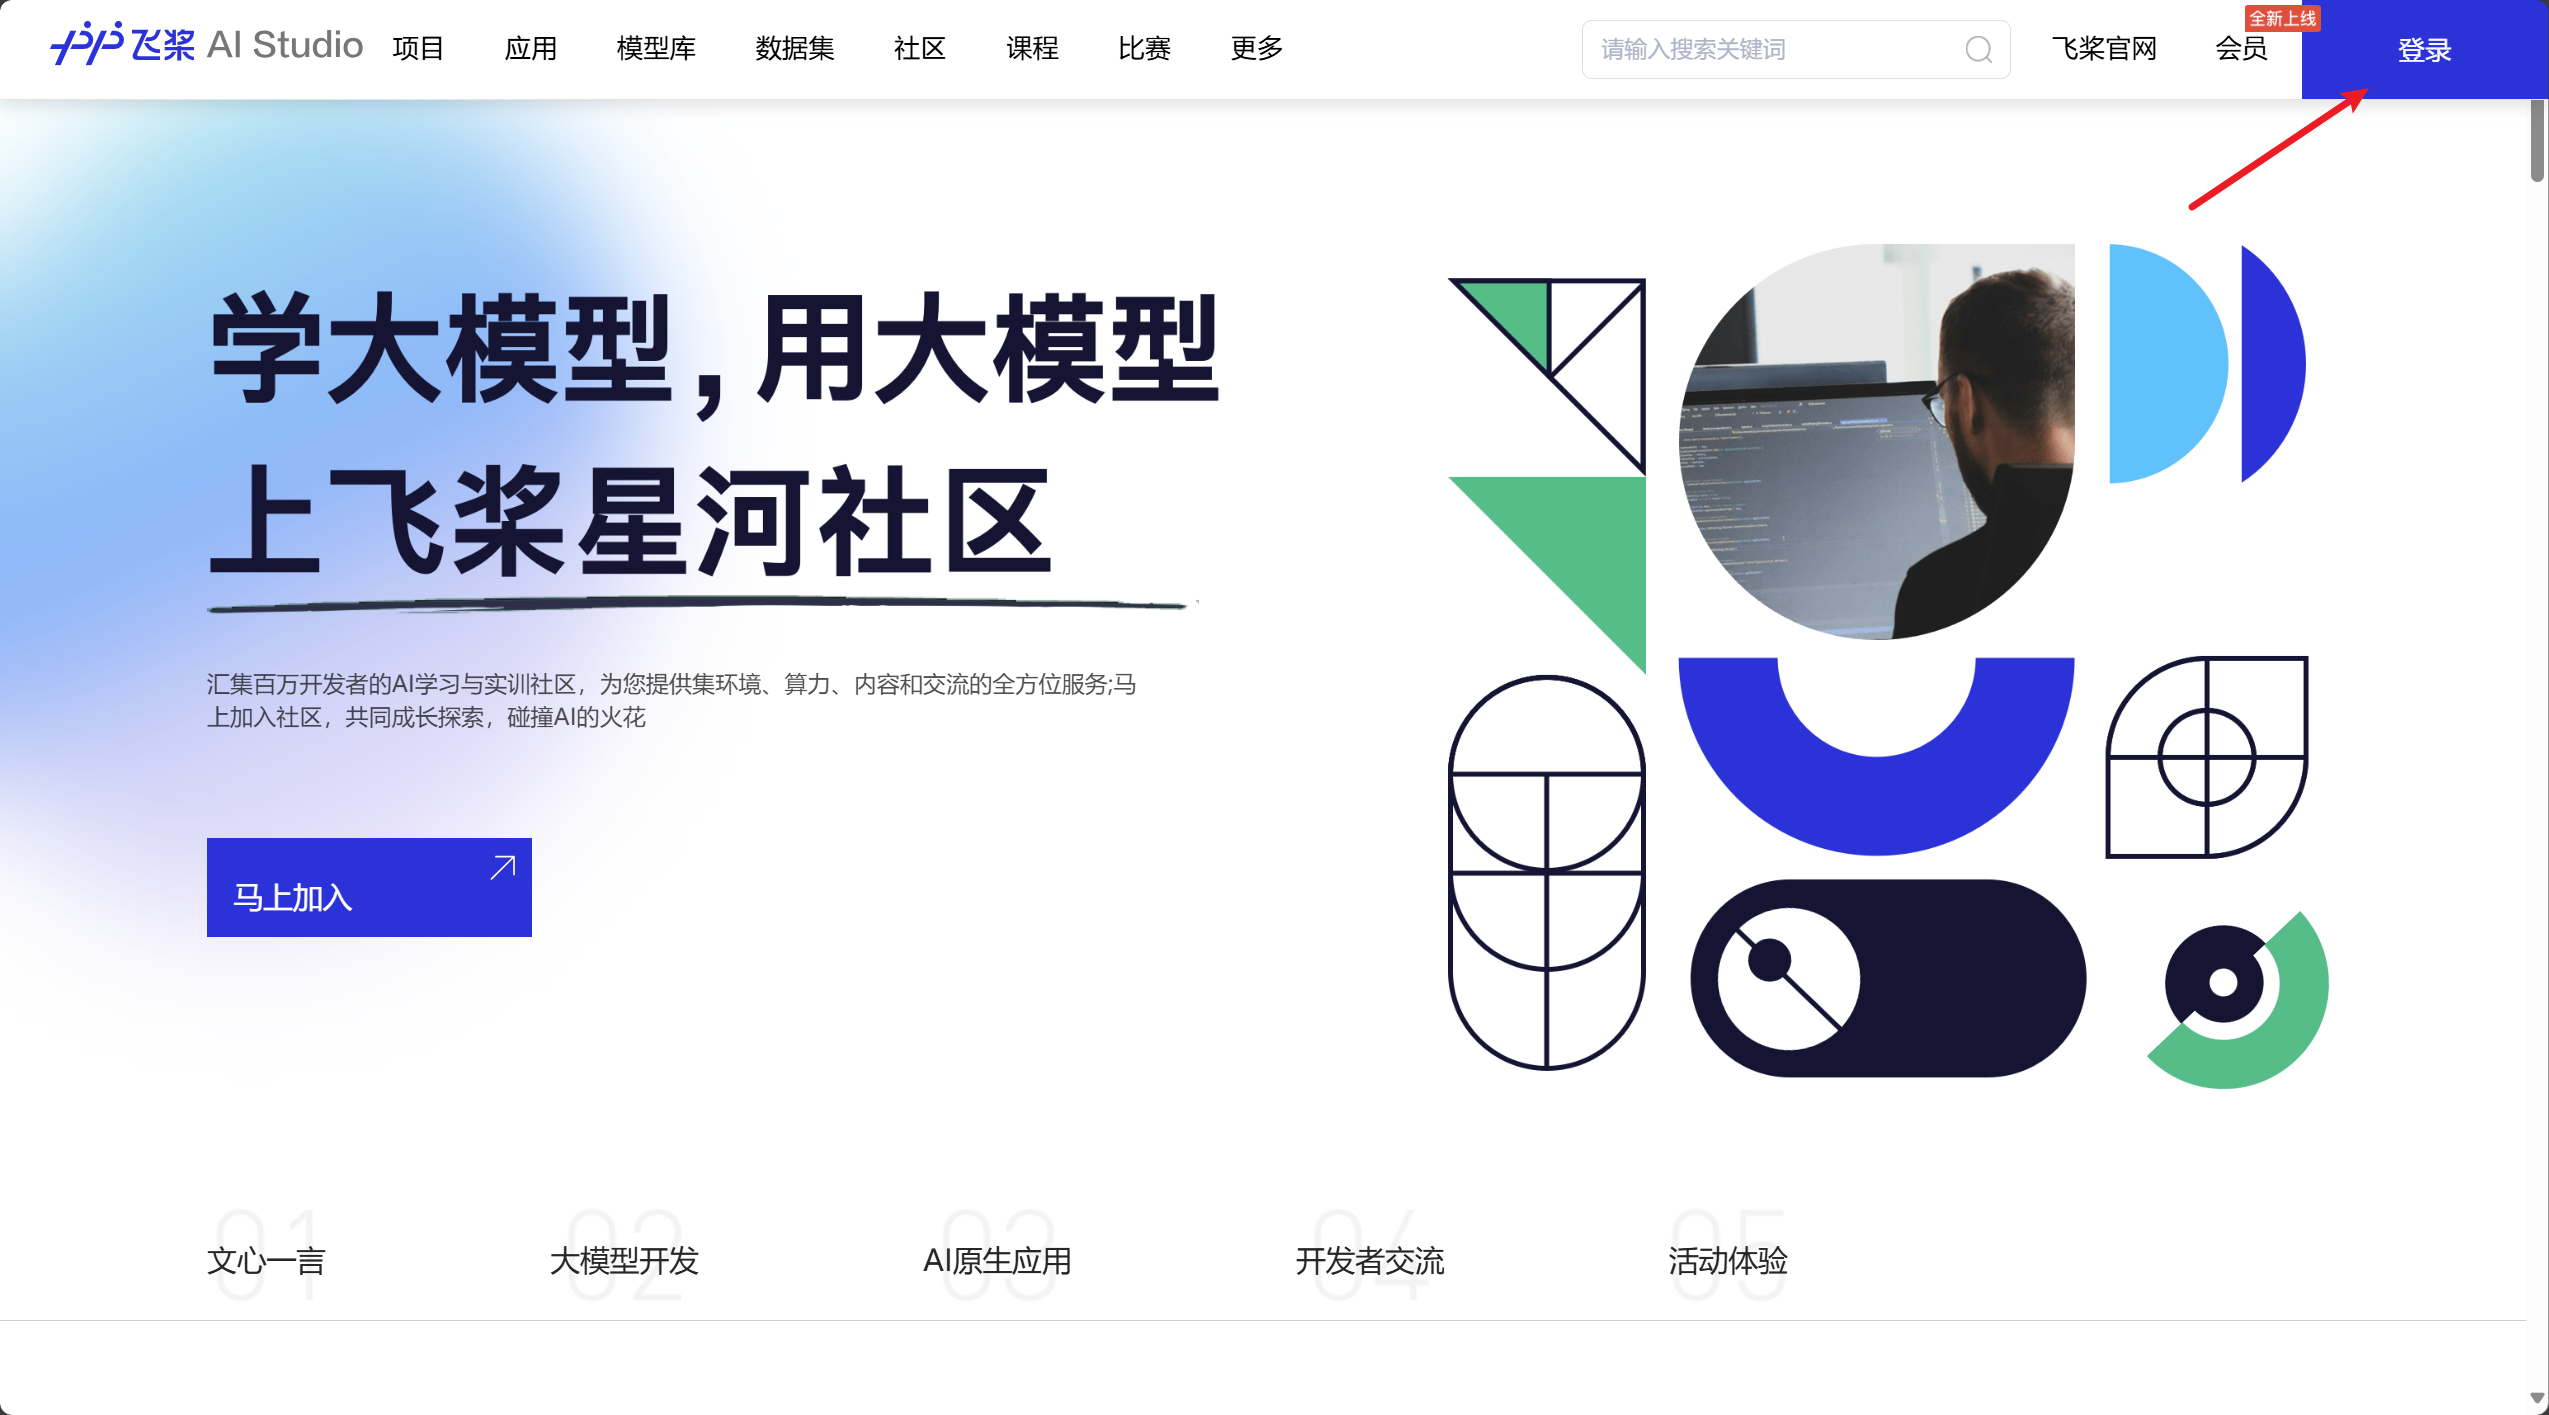 飞桨 AI Studio 项目 应用 模型库 数据集 社区 课程 比赛 更多 请输入搜索关键词 飞桨官网 会员 全新上线 登录
学大模型,用大模型
上飞桨星河社区
汇集百万开发者的AI学习与实训社区，为您提供集环境、算力、内容和交流的全方位服务;马
上加入社区，共同成长探索，碰撞AI的火花
马上加入
01 02 03 04 05
文心一言 大模型开发 AI原生应用 开发者交流 活动体验